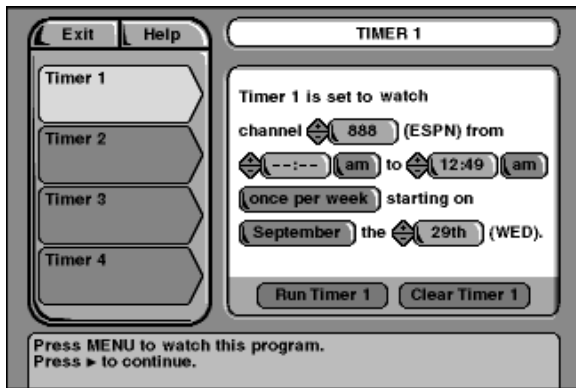 Exit Help
TIMER 1
Timer 1
Timer 2
Timer 3
Timer 4
Timer 1 is set to watch
channel 888 (ESPN) from
--:-- am to 12:49 am
once per week starting on
September the 29th (WED).
Run Timer 1 Clear Timer 1
Press MENU to watch this program.
Press ► to continue.